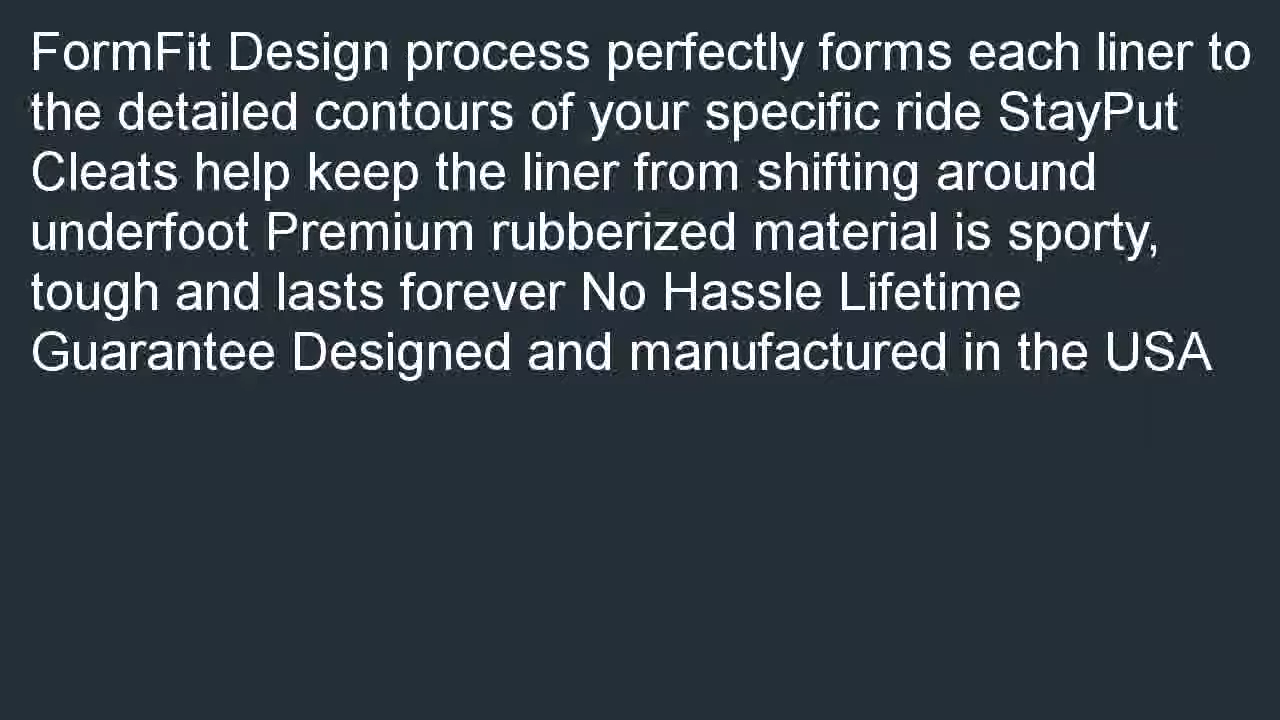 FormFit Design process perfectly forms each liner to
the detailed contours of your specific ride StayPut
Cleats help keep the liner from shifting around
underfoot Premium rubberized material is sporty,
tough and lasts forever No Hassle Lifetime
Guarantee Designed and manufactured in the USA